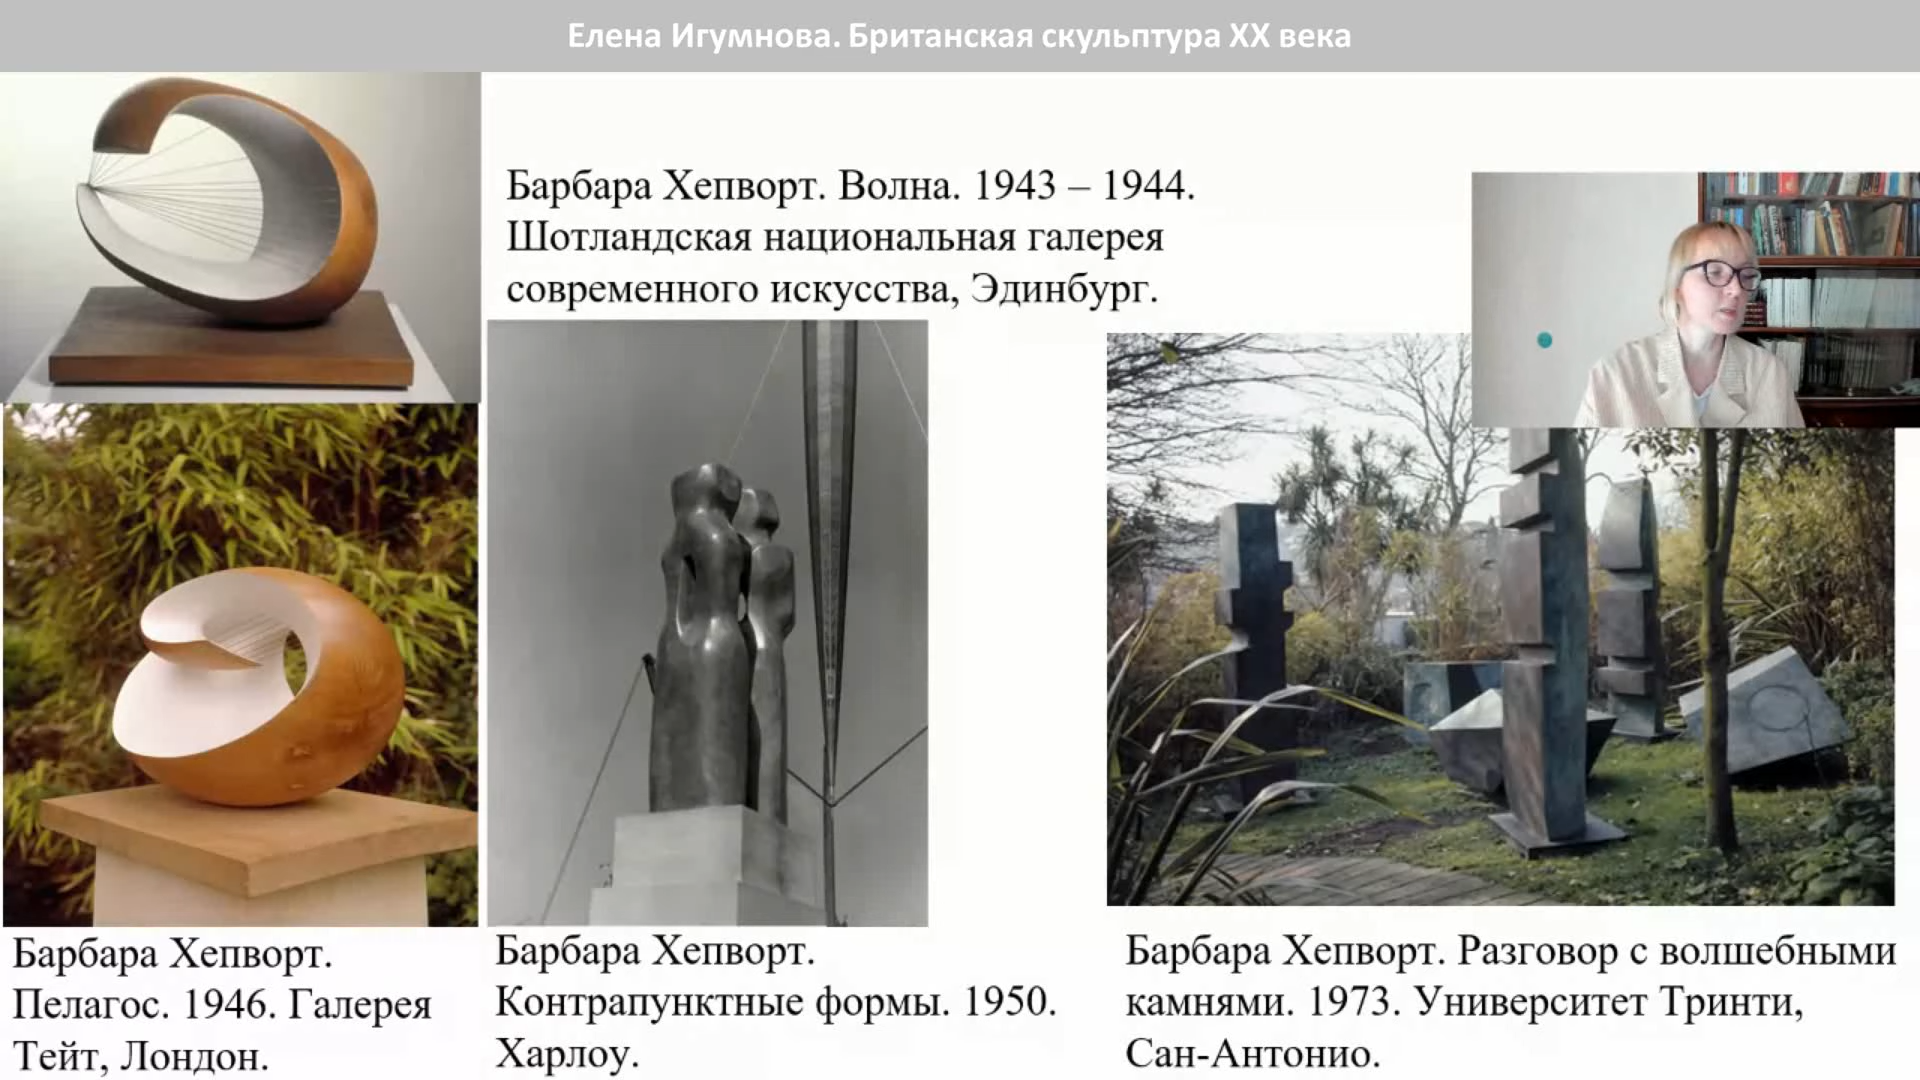 Елена Игумнова. Британская скульптура XX века
Барбара Хепворт. Волна. 1943 – 1944.
Шотландская национальная галерея
современного искусства, Эдинбург.
Барбара Хепворт.
Пелагос. 1946. Галерея
Тейт, Лондон.
Барбара Хепворт.
Контрапунктные формы. 1950.
Харлоу.
Барбара Хепворт. Разговор с волшебными
камнями. 1973. Университет Тринти,
Сан-Антонио.